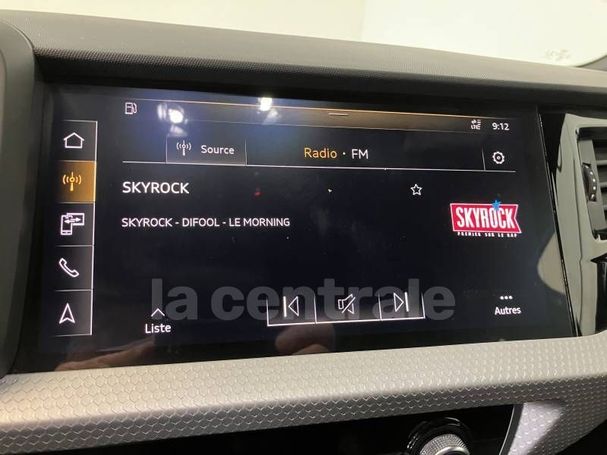 LTE 9:12
Source
Radio · FM
SKYROCK
SKYROCK - DIFOOL - LE MORNING
SKYROCK
PREMIER SUR LE RAP
la centrale
Liste
Autres